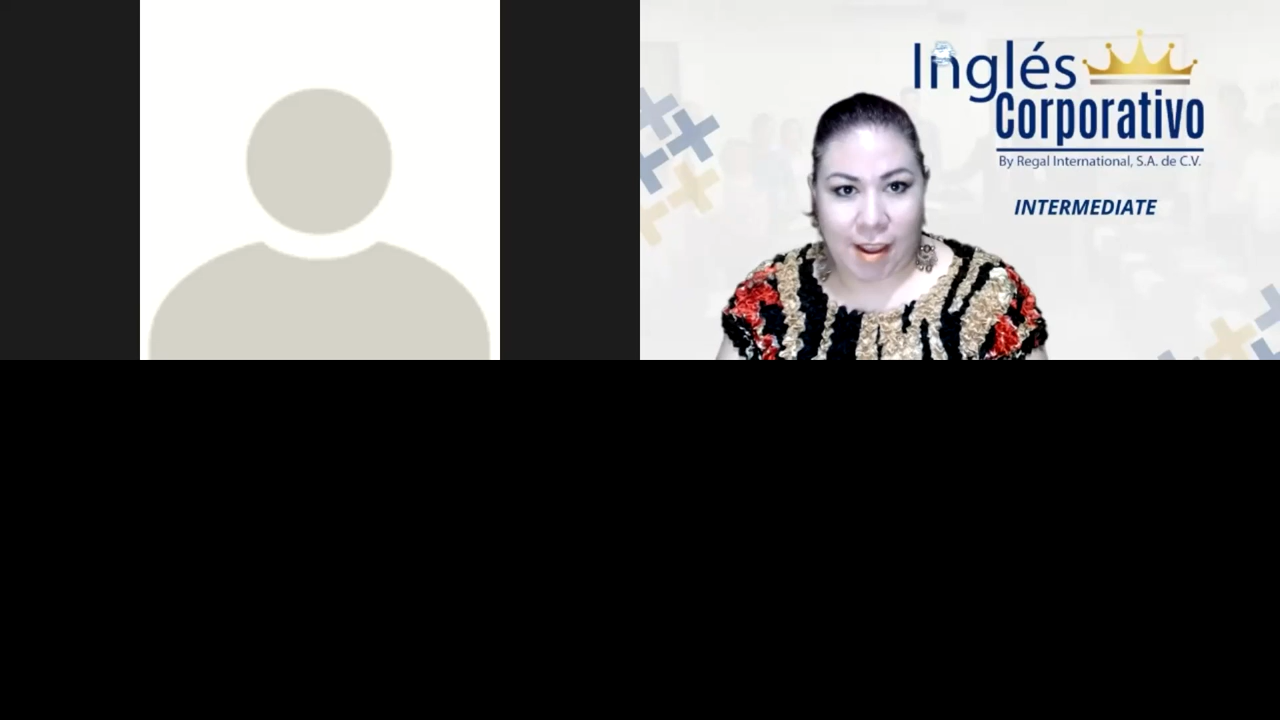 Inglés
Corporativo
By Regal International, S.A. de C.V.
INTERMEDIATE